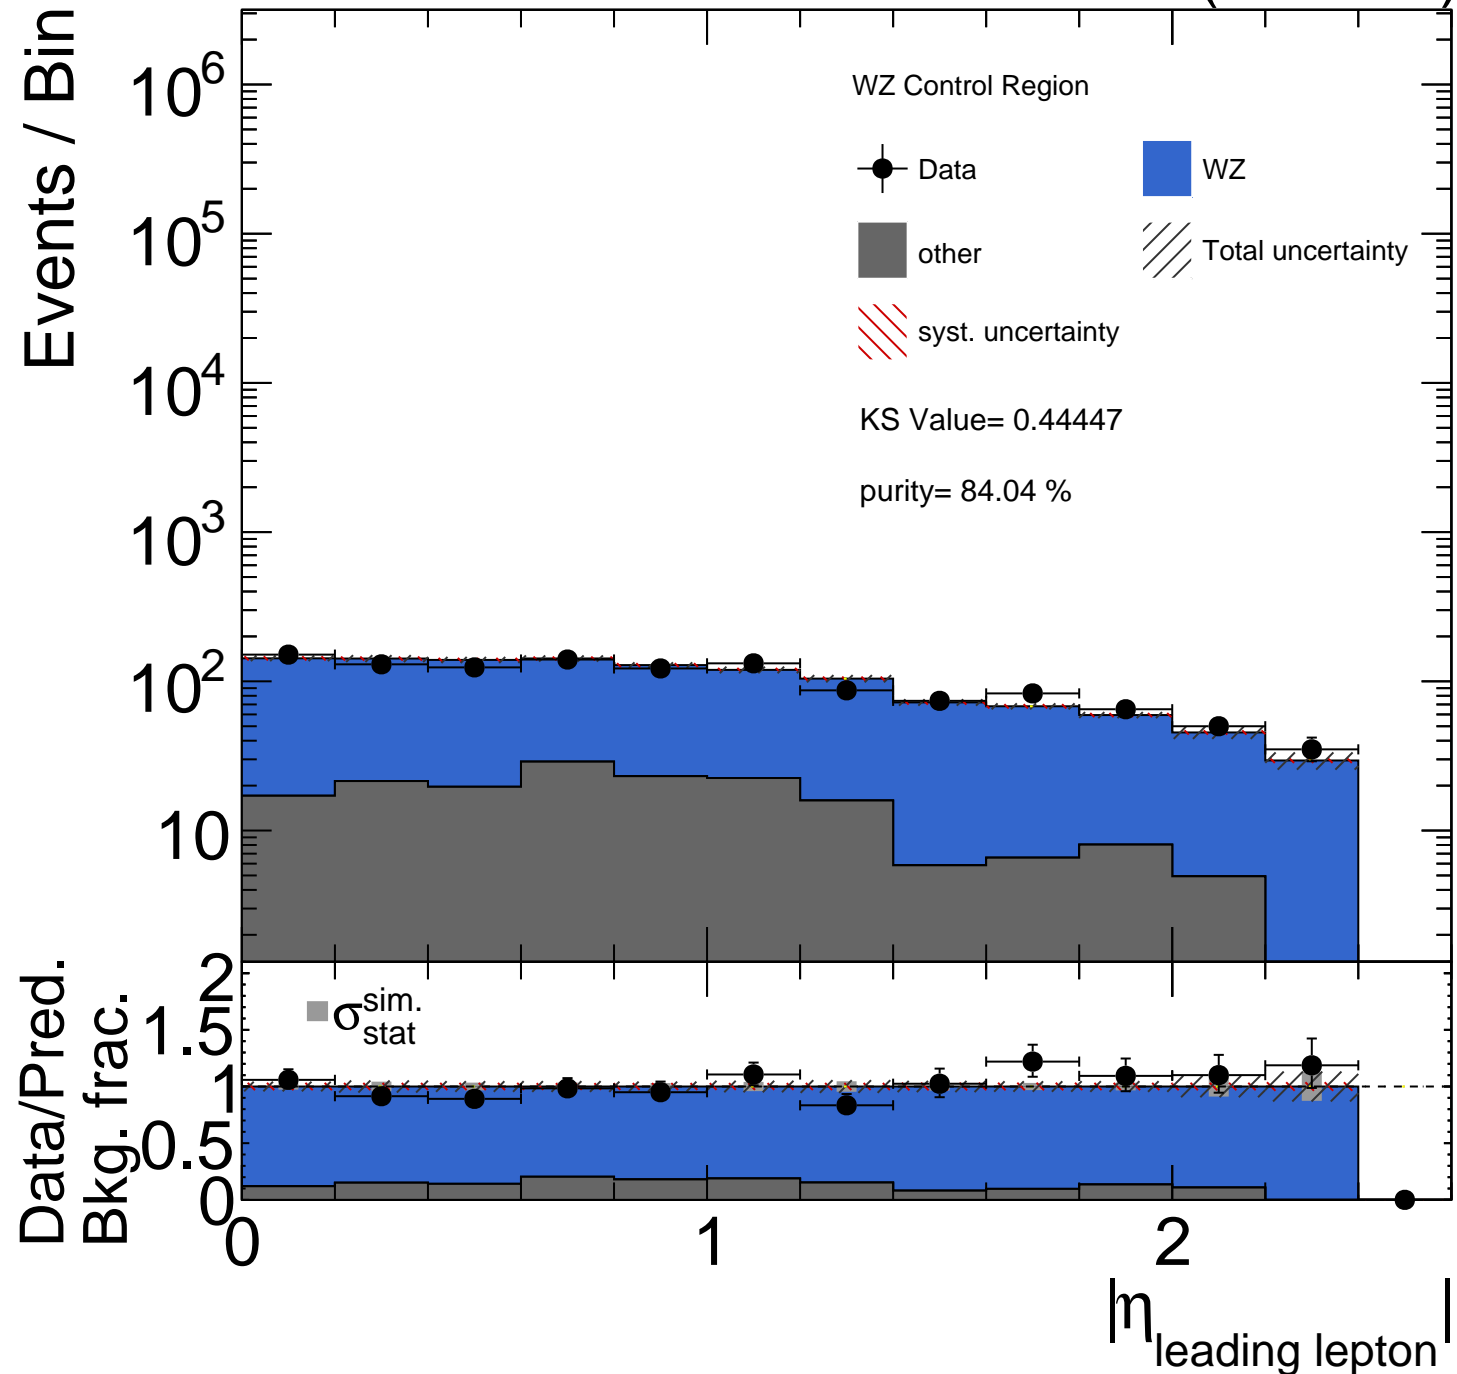 Events / Bin
10^6
10^5
10^4
10^3
10^2
10
WZ Control Region
Data
WZ
other
Total uncertainty
syst. uncertainty
KS Value= 0.44447
purity= 84.04 %
Data/Pred.
Bkg. frac.
2
1.5
1
0.5
0
σ_stat^sim.
0 1 2
|η_leading lepton|